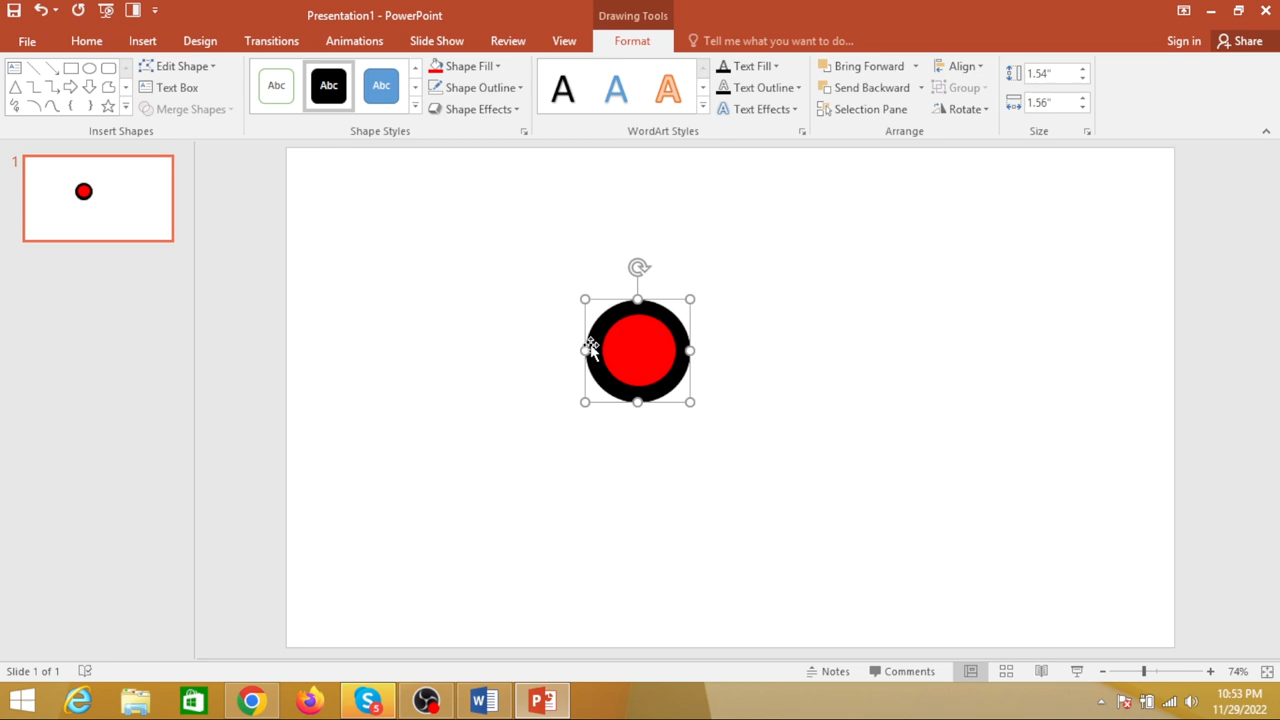 Presentation1 - PowerPoint
Drawing Tools
File Home Insert Design Transitions Animations Slide Show Review View Format Tell me what you want to do... Sign in Share
Edit Shape
Text Box
Merge Shapes
Insert Shapes
Abc Abc Abc
Shape Fill
Shape Outline
Shape Effects
Shape Styles
A A A
Text Fill
Text Outline
Text Effects
WordArt Styles
Bring Forward
Send Backward
Selection Pane
Align
Group
Rotate
Arrange
1.54"
1.56"
Size
1
Slide 1 of 1
Notes
Comments
74%
S 5
10:53 PM
11/29/2022